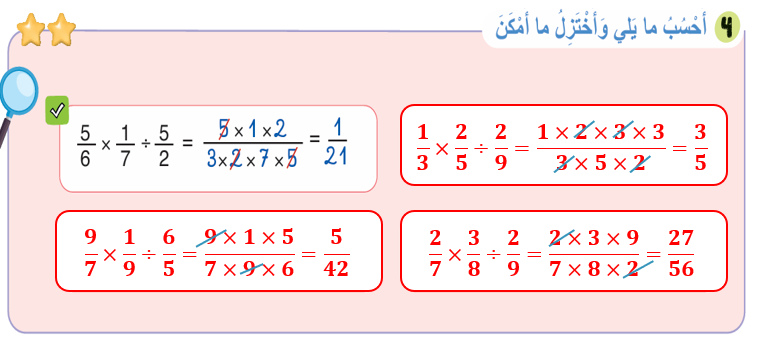 4 أَحْسُبُ ما يَلي وَأَخْتَزِلُ ما أَمْكَنَ
5/6 × 1/7 ÷ 5/2 = (5 × 1 × 2)/(3 × 2 × 7 × 5) = 1/21
1/3 × 2/5 ÷ 2/9 = (1 × 2 × 3 × 3)/(3 × 5 × 2) = 3/5
9/7 × 1/9 ÷ 6/5 = (9 × 1 × 5)/(7 × 9 × 6) = 5/42
2/7 × 3/8 ÷ 2/9 = (2 × 3 × 9)/(7 × 8 × 2) = 27/56